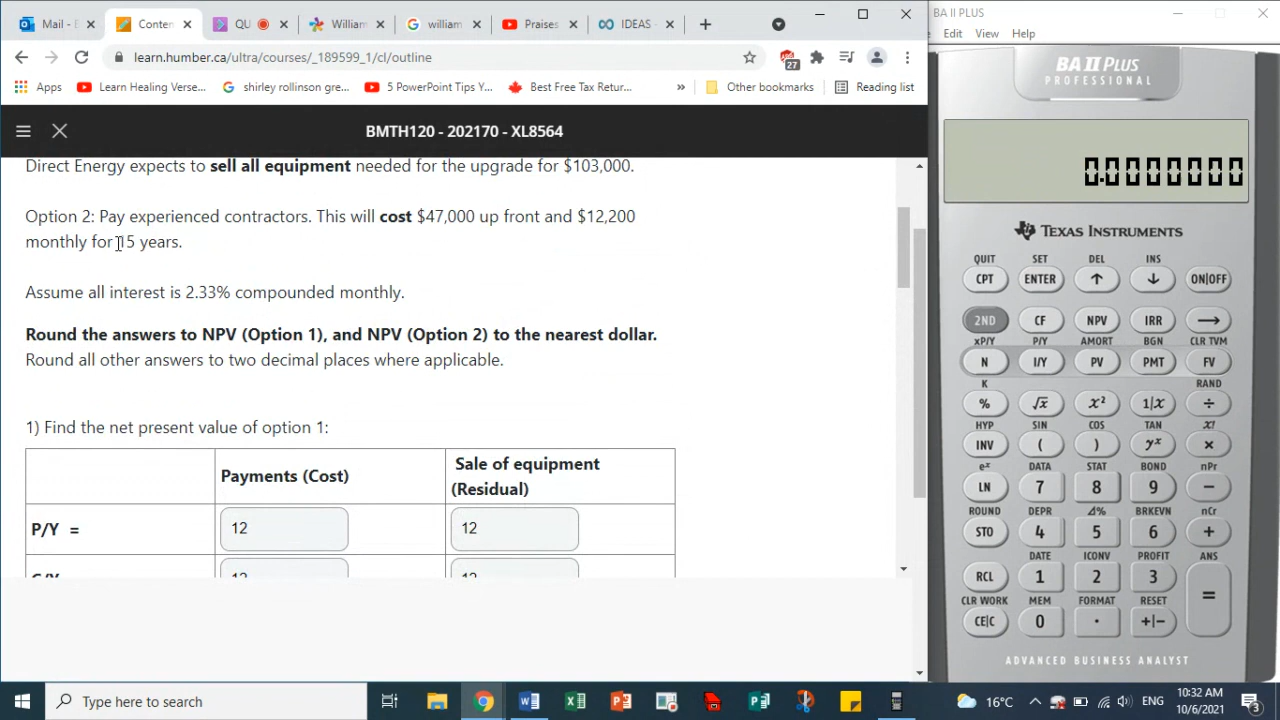 Mail -
Conten
QU
William
william
Praises
IDEAS -
learn.humber.ca/ultra/courses/_189599_1/cl/outline
27
Apps
Learn Healing Verse...
shirley rollinson gre...
5 PowerPoint Tips Y...
Best Free Tax Retur...
»
Other bookmarks
Reading list
BMTH120 - 202170 - XL8564
Direct Energy expects to sell all equipment needed for the upgrade for $103,000.
Option 2: Pay experienced contractors. This will cost $47,000 up front and $12,200
monthly for 15 years.
Assume all interest is 2.33% compounded monthly.
Round the answers to NPV (Option 1), and NPV (Option 2) to the nearest dollar.
Round all other answers to two decimal places where applicable.
1) Find the net present value of option 1:
Payments (Cost)
Sale of equipment
(Residual)
P/Y =
12
12
BA II PLUS
Edit View Help
BA II PLUS
PROFESSIONAL
0.0000000
TEXAS INSTRUMENTS
QUIT SET DEL INS
CPT ENTER ↑ ↓ ON|OFF
2ND CF NPV IRR →
xP/Y P/Y AMORT BGN CLR TVM
N I/Y PV PMT FV
K RAND
% √x x² 1/X ÷
HYP SIN COS TAN x!
INV ( ) yˣ ×
eˣ DATA STAT BOND nPr
LN 7 8 9 −
ROUND DEPR Δ% BRKEVN nCr
STO 4 5 6 +
DATE ICONV PROFIT ANS
RCL 1 2 3 =
CLR WORK MEM FORMAT RESET
CE|C 0 . +|−
ADVANCED BUSINESS ANALYST
Type here to search
16°C
ENG
10:32 AM
10/6/2021
3